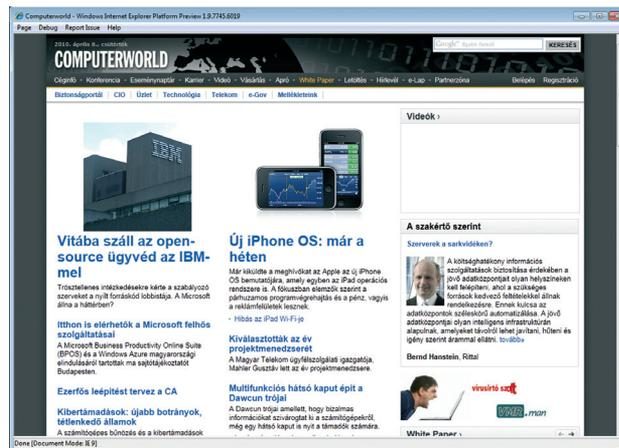 Computerworld - Windows Internet Explorer Platform Preview 1.9.7745.6019
Page Debug Report Issue Help
2010. április 8., csütörtök
COMPUTERWORLD
Google
KERESÉS
Céginfó Konferencia Eseménynaptár Karrier Videó Vásárlás Apró White Paper Letöltés Hírlevél e-Lap Partnerzóna Belépés Regisztráció
Biztonságportál | CIO | Üzlet | Technológia | Telekom | e-Gov | Mellékleteink |
IBM
Vitába száll az open-
source ügyvéd az IBM-
mel
Trösztellenes intézkedésekre kérte a szabályozó
szerveket a nyílt forráskód lobbistája. A Microsoft
állna a háttérben?
Itthon is elérhetők a Microsoft felhős
szolgáltatásai
A Microsoft Business Productivity Online Suite
(BPOS) és a Windows Azure magyarországi
elindulásáról tartottak ma sajtótájékoztatót
Budapesten.
Ezerfős leépítést tervez a CA
Kibertámadások: újabb botrányok,
tétlenkedő államok
A számítógépes bűnözés és a kibertámadások
Új iPhone OS: már a
héten
Már kiküldte a meghívókat az Apple az új iPhone
OS bemutatójára, amely egyben az iPad operációs
rendszere is. A fókuszban elemzők szerint a
párhuzamos programvégrehajtás és a pénz, vagyis
a reklámfelületek lesznek.
- Hibás az iPad Wi-Fi-je
Kiválasztották az év
projektmenedzserét
A Magyar Telekom ügyfélszolgálati igazgatója,
Mahler Gusztáv lett az év projektmenedzsere.
Multifunkciós hátsó kaput épít a
Dawcun trójai
A Dawcun trójai amellett, hogy bizalmas
információkat szivárogtat ki a számítógépekről,
még egy hátsó kaput is nyit a támadók számára.
Videók ›
A szakértő szerint
Szerverek a sarkvidéken?
A költséghatékony információs
szolgáltatások biztosítása érdekében a
jövő adatközpontjait olyan helyszíneken
kell felépíteni, ahol a szükséges
források kedvező feltételekkel állnak
rendelkezésre. Ennek kulcsa az
adatközpontok széleskörű automatizálása. A jövő
adatközpontjai olyan intelligens infrastruktúrán
alapulnak, amelyeket távolról lehet javítani, hűteni és
igény szerint árammal ellátni. tovább»
Bernd Hanstein, Rittal
vírusirtó szoft
VMR.man
White Paper ›
Done [Document Mode: IE9]